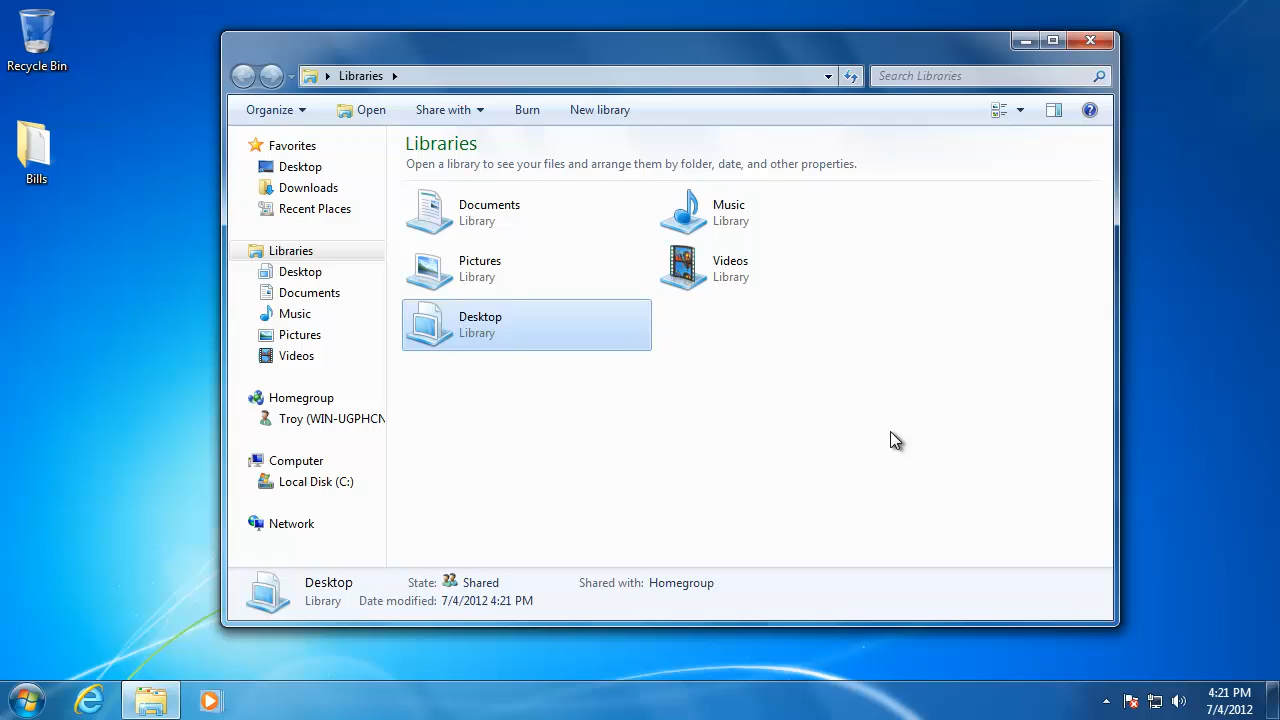 Recycle Bin
Bills
Libraries
Search Libraries
Organize Open Share with Burn New library
Favorites
Desktop
Downloads
Recent Places
Libraries
Desktop
Documents
Music
Pictures
Videos
Homegroup
Troy (WIN-UGPHCN
Computer
Local Disk (C:)
Network
Libraries
Open a library to see your files and arrange them by folder, date, and other properties.
Documents
Library
Music
Library
Pictures
Library
Videos
Library
Desktop
Library
Desktop State: Shared Shared with: Homegroup
Library Date modified: 7/4/2012 4:21 PM
4:21 PM
7/4/2012